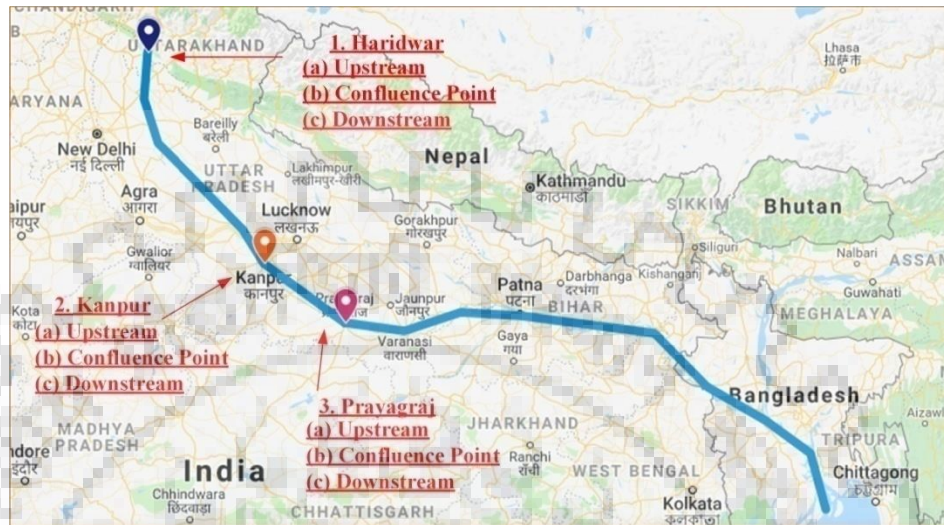 CHANDIGARH
UTTARAKHAND
1. Haridwar
(a) Upstream
(b) Confluence Point
(c) Downstream
Lhasa
拉萨市
ARYANA
New Delhi
नई दिल्ली
Bareilly
बरेली
UTTAR
PRADESH
Lakhimpur
लखीमपुर-खीरी
Nepal
Kathmandu
काठमाडौं
Agra
आगरा
aipur
यपुर
Lucknow
लखनऊ
Gorakhpur
गोरखपुर
SIKKIM
Bhutan
Siliguri
Nalbari
ASSAM
Gwalior
ग्वालियर
Kanpu
कानपुर
Patna
पटना
Darbhanga
दरभंगा
Kishanganj
Guwahati
2. Kanpur
(a) Upstream
(b) Confluence Point
(c) Downstream
Kota
कोटा
Jaunpur
जौनपुर
BIHAR
MEGHALAYA
Varanasi
वाराणसी
Gaya
गया
3. Prayagraj
(a) Upstream
(b) Confluence Point
(c) Downstream
Bangladesh
MADHYA
PRADESH
JHARKHAND
Aizawl
TRIPURA
ndore
इंदौर
India
Ranchi
राँची
WEST BENGAL
Chittagong
চট্টগ্রাম
Chhindwara
छिंदवाड़ा
CHHATTISGARH
Kolkata
কলকাতা